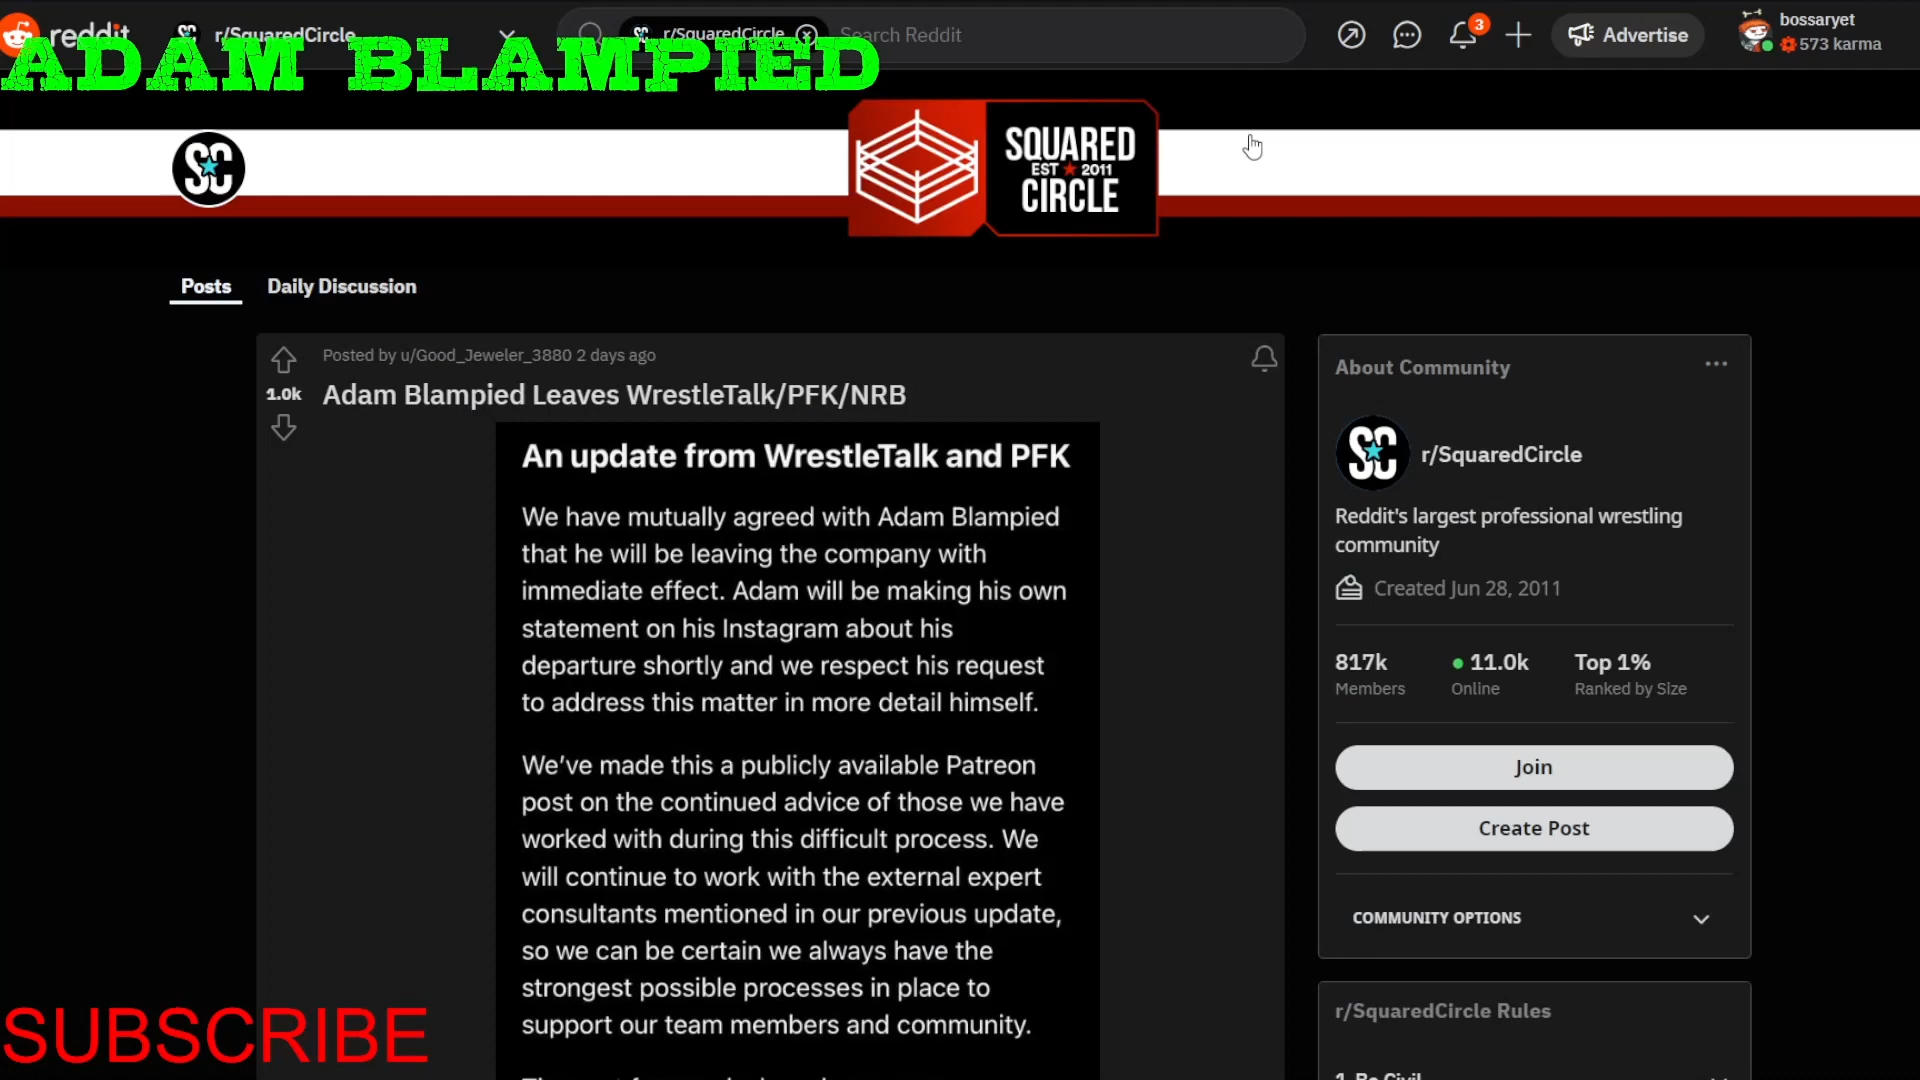 reddit r/SquaredCircle r/SquaredCircle Search Reddit 3 Advertise bossaryet
573 karma
ADAM BLAMPIED
SC
SQUARED
EST 2011
CIRCLE
Posts Daily Discussion
Posted by u/Good_Jeweler_3880 2 days ago
1.0k Adam Blampied Leaves WrestleTalk/PFK/NRB
An update from WrestleTalk and PFK
We have mutually agreed with Adam Blampied
that he will be leaving the company with
immediate effect. Adam will be making his own
statement on his Instagram about his
departure shortly and we respect his request
to address this matter in more detail himself.
We've made this a publicly available Patreon
post on the continued advice of those we have
worked with during this difficult process. We
will continue to work with the external expert
consultants mentioned in our previous update,
so we can be certain we always have the
strongest possible processes in place to
support our team members and community.
About Community
SC r/SquaredCircle
Reddit's largest professional wrestling
community
Created Jun 28, 2011
817k 11.0k Top 1%
Members Online Ranked by Size
Join
Create Post
COMMUNITY OPTIONS
r/SquaredCircle Rules
1. Be Civil
SUBSCRIBE